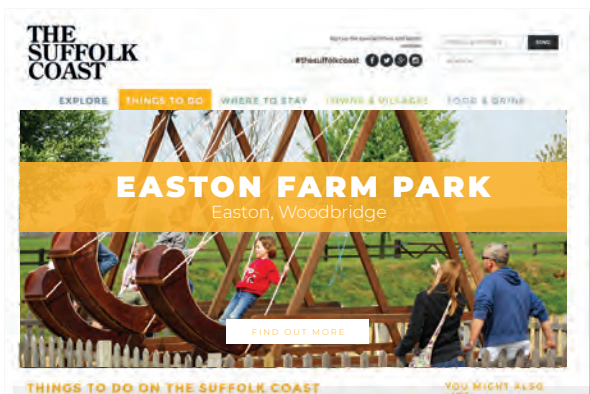 THE
SUFFOLK
COAST
#thesuffolkcoast
SEND
EXPLORE THINGS TO DO WHERE TO STAY TOWNS & VILLAGES FOOD & DRINK
EASTON FARM PARK
Easton, Woodbridge
FIND OUT MORE
THINGS TO DO ON THE SUFFOLK COAST
YOU MIGHT ALSO